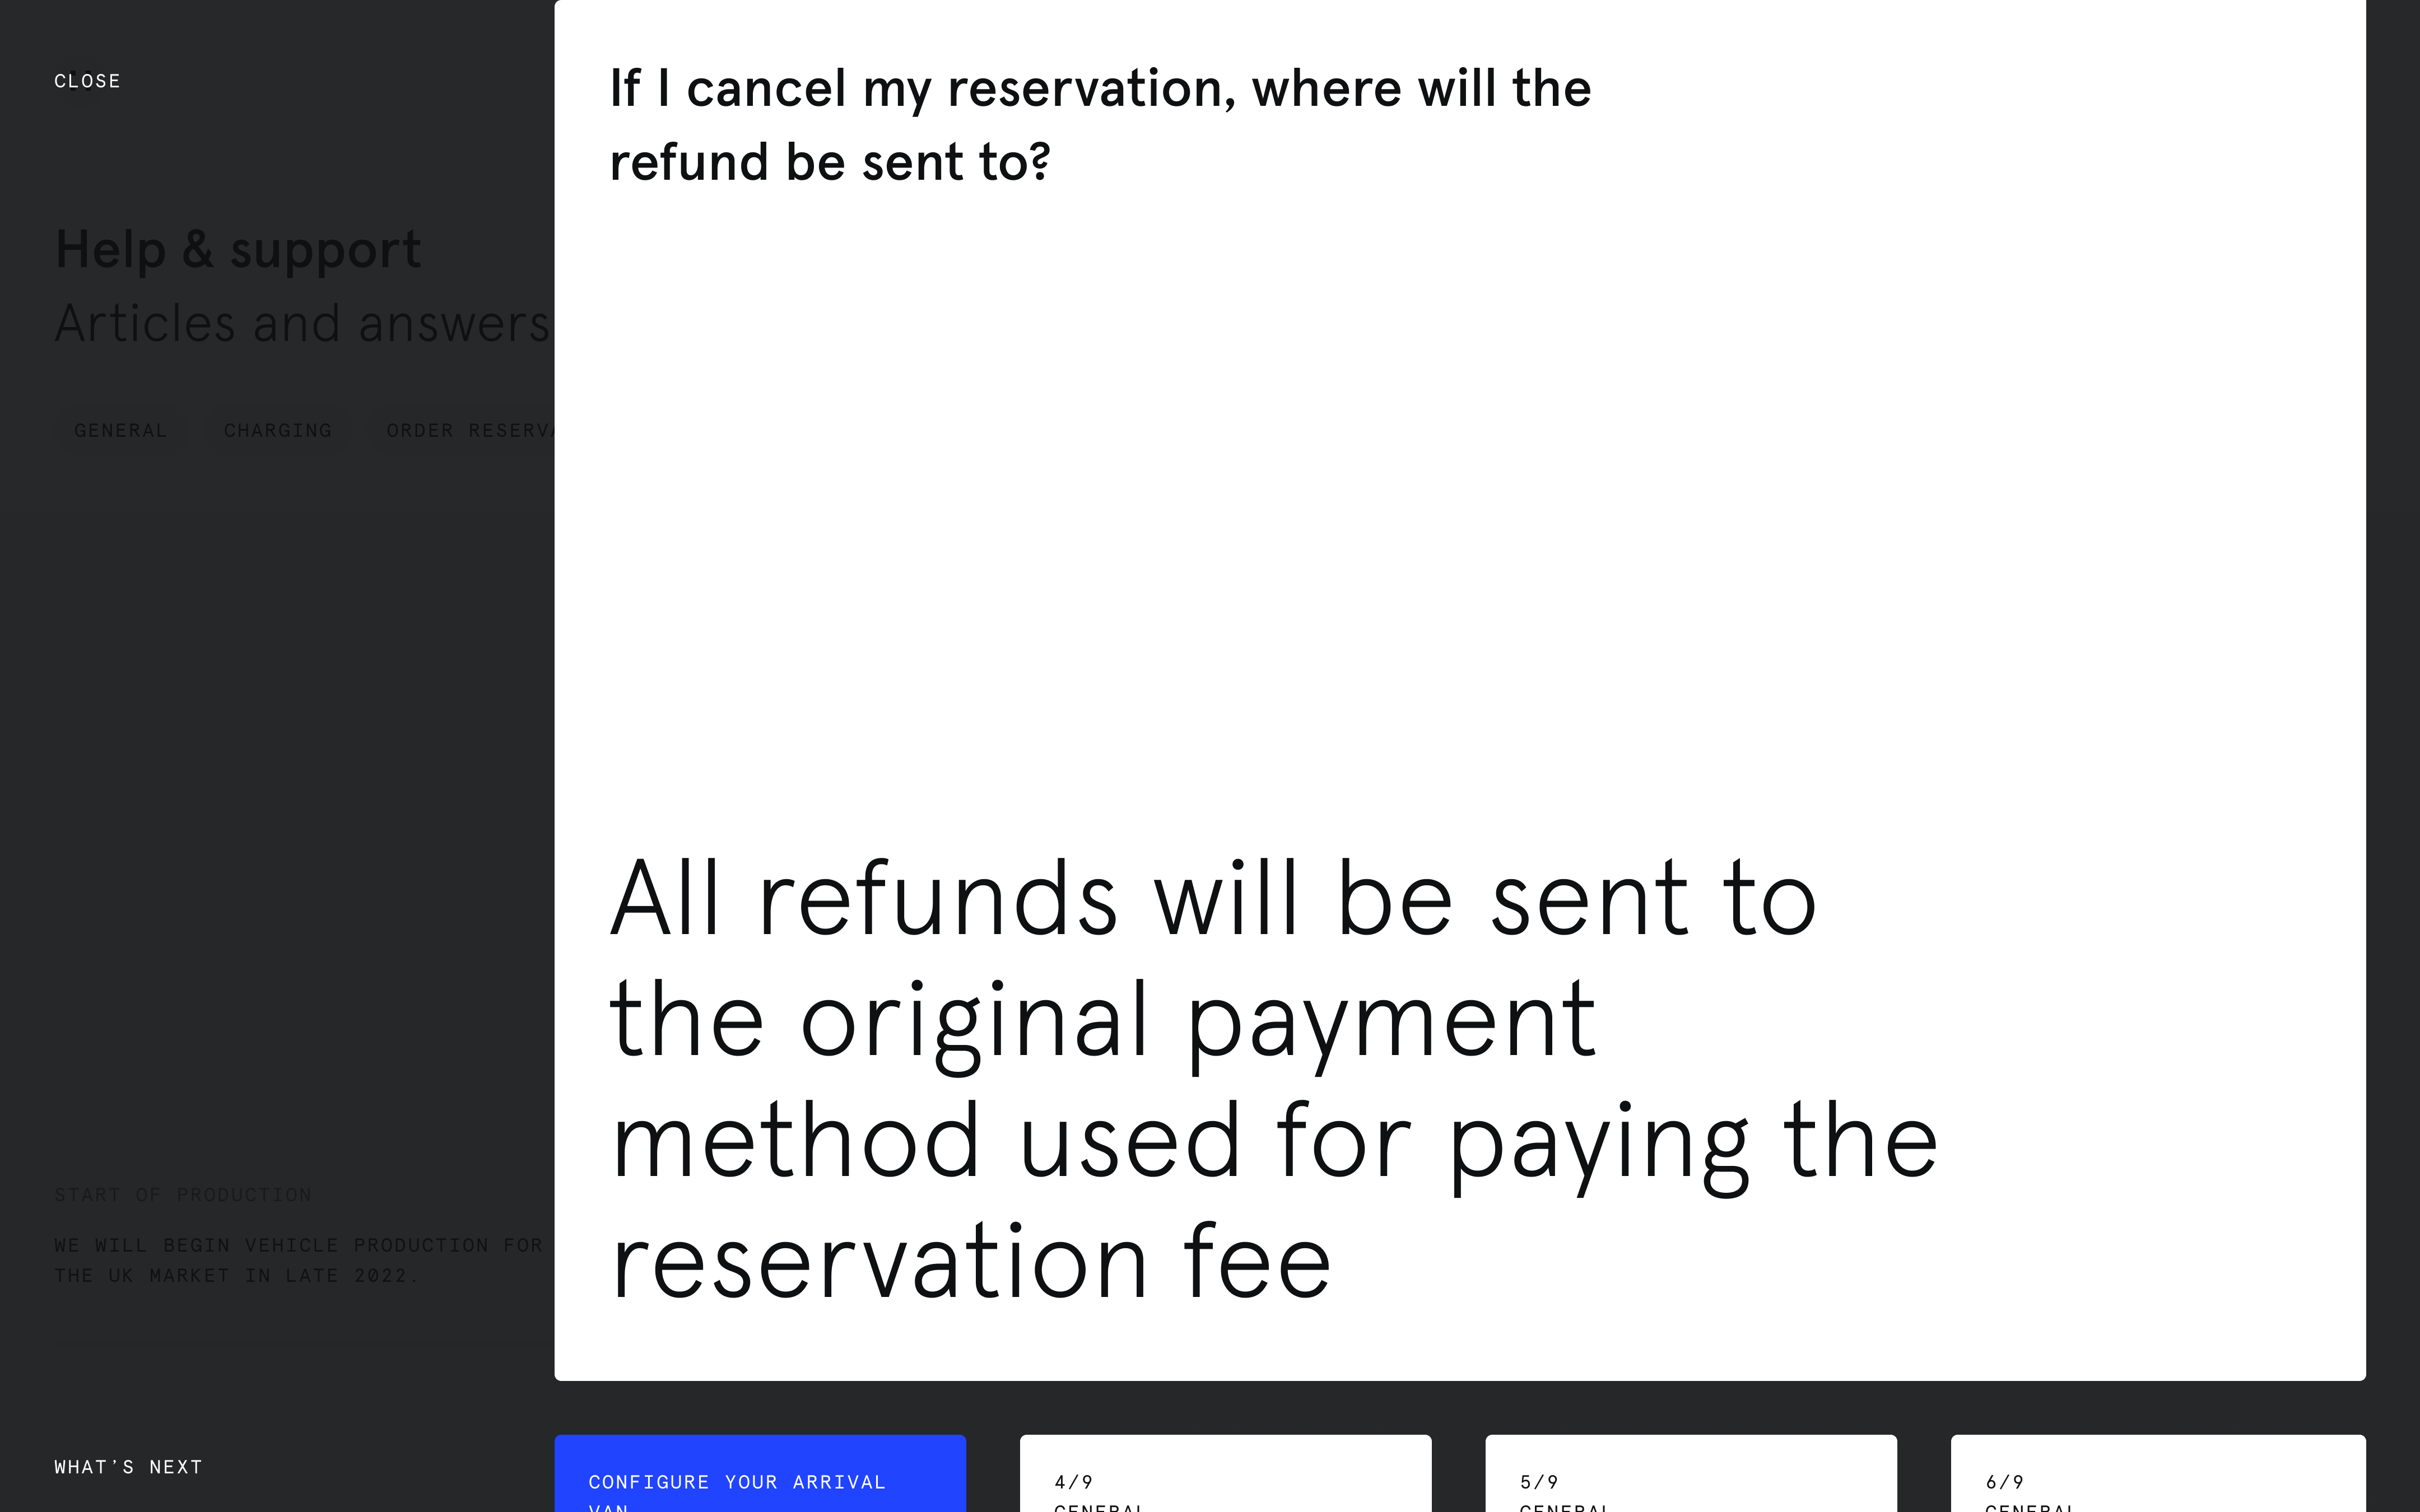 CLOSE
If I cancel my reservation, where will the
refund be sent to?
Help & support
Articles and answers
GENERAL
CHARGING
ORDER RESERVA
All refunds will be sent to
the original payment
method used for paying the
reservation fee
START OF PRODUCTION
WE WILL BEGIN VEHICLE PRODUCTION FOR
THE UK MARKET IN LATE 2022.
WHAT'S NEXT
CONFIGURE YOUR ARRIVAL
VAN
4/9
GENERAL
5/9
GENERAL
6/9
GENERAL